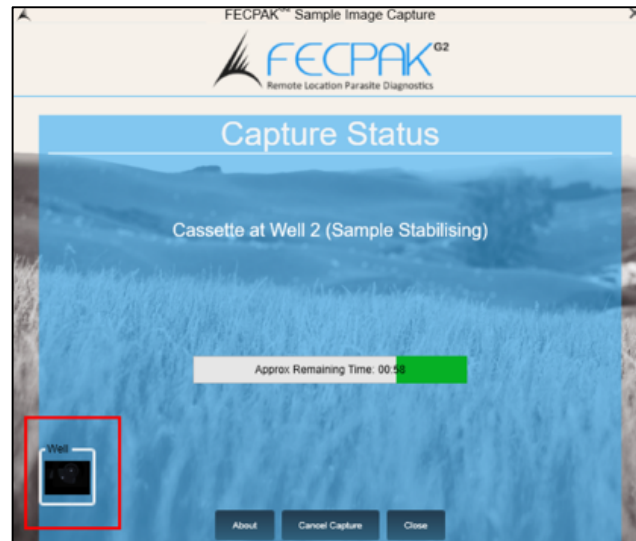 FECPAK Sample Image Capture
FECPAK G2
Remote Location Parasite Diagnostics
Capture Status
Cassette at Well 2 (Sample Stabilising)
Approx Remaining Time: 00:58
Well
About Cancel Capture Close